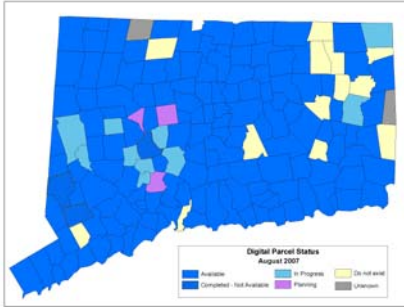 Digital Parcel Status
August 2007
Available
In Progress
Do not exist
Completed - Not Available
Planning
Unknown